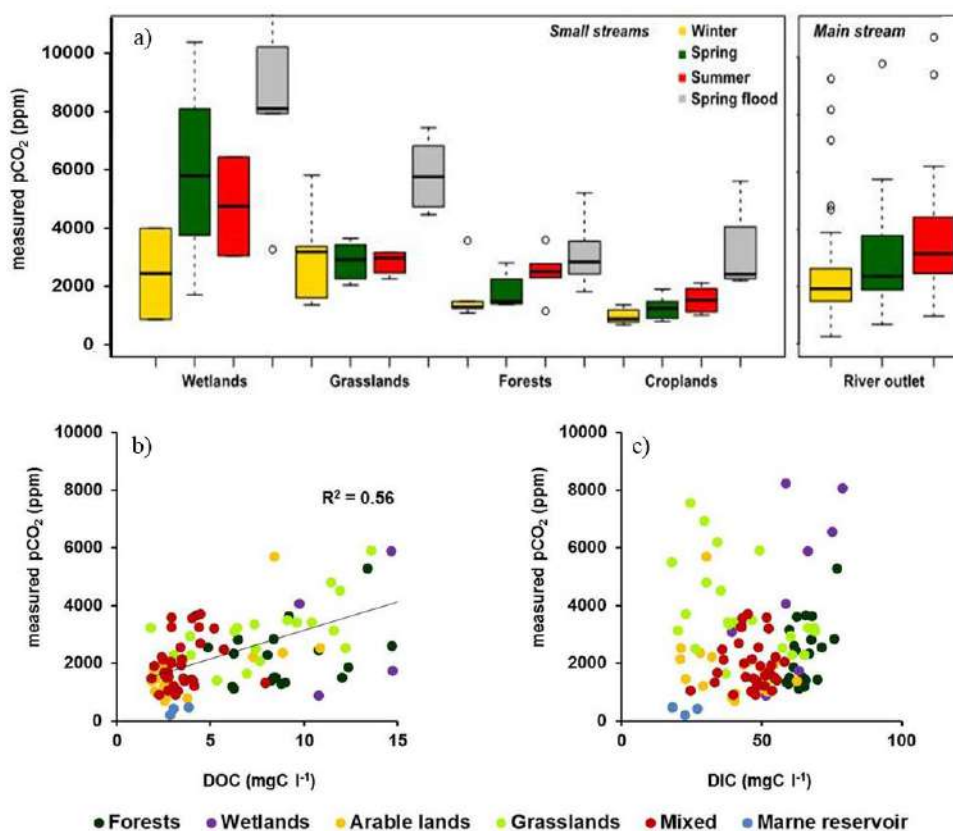 a)
Small streams
Main stream
Winter
Spring
Summer
Spring flood
measured pCO₂ (ppm)
10000
8000
6000
4000
2000
0
Wetlands Grasslands Forests Croplands River outlet
b)
R² = 0.56
measured pCO₂ (ppm)
10000
8000
6000
4000
2000
0
0 5 10 15
DOC (mgC l⁻¹)
c)
measured pCO₂ (ppm)
10000
8000
6000
4000
2000
0
0 50 100
DIC (mgC l⁻¹)
Forests Wetlands Arable lands Grasslands Mixed Marne reservoir